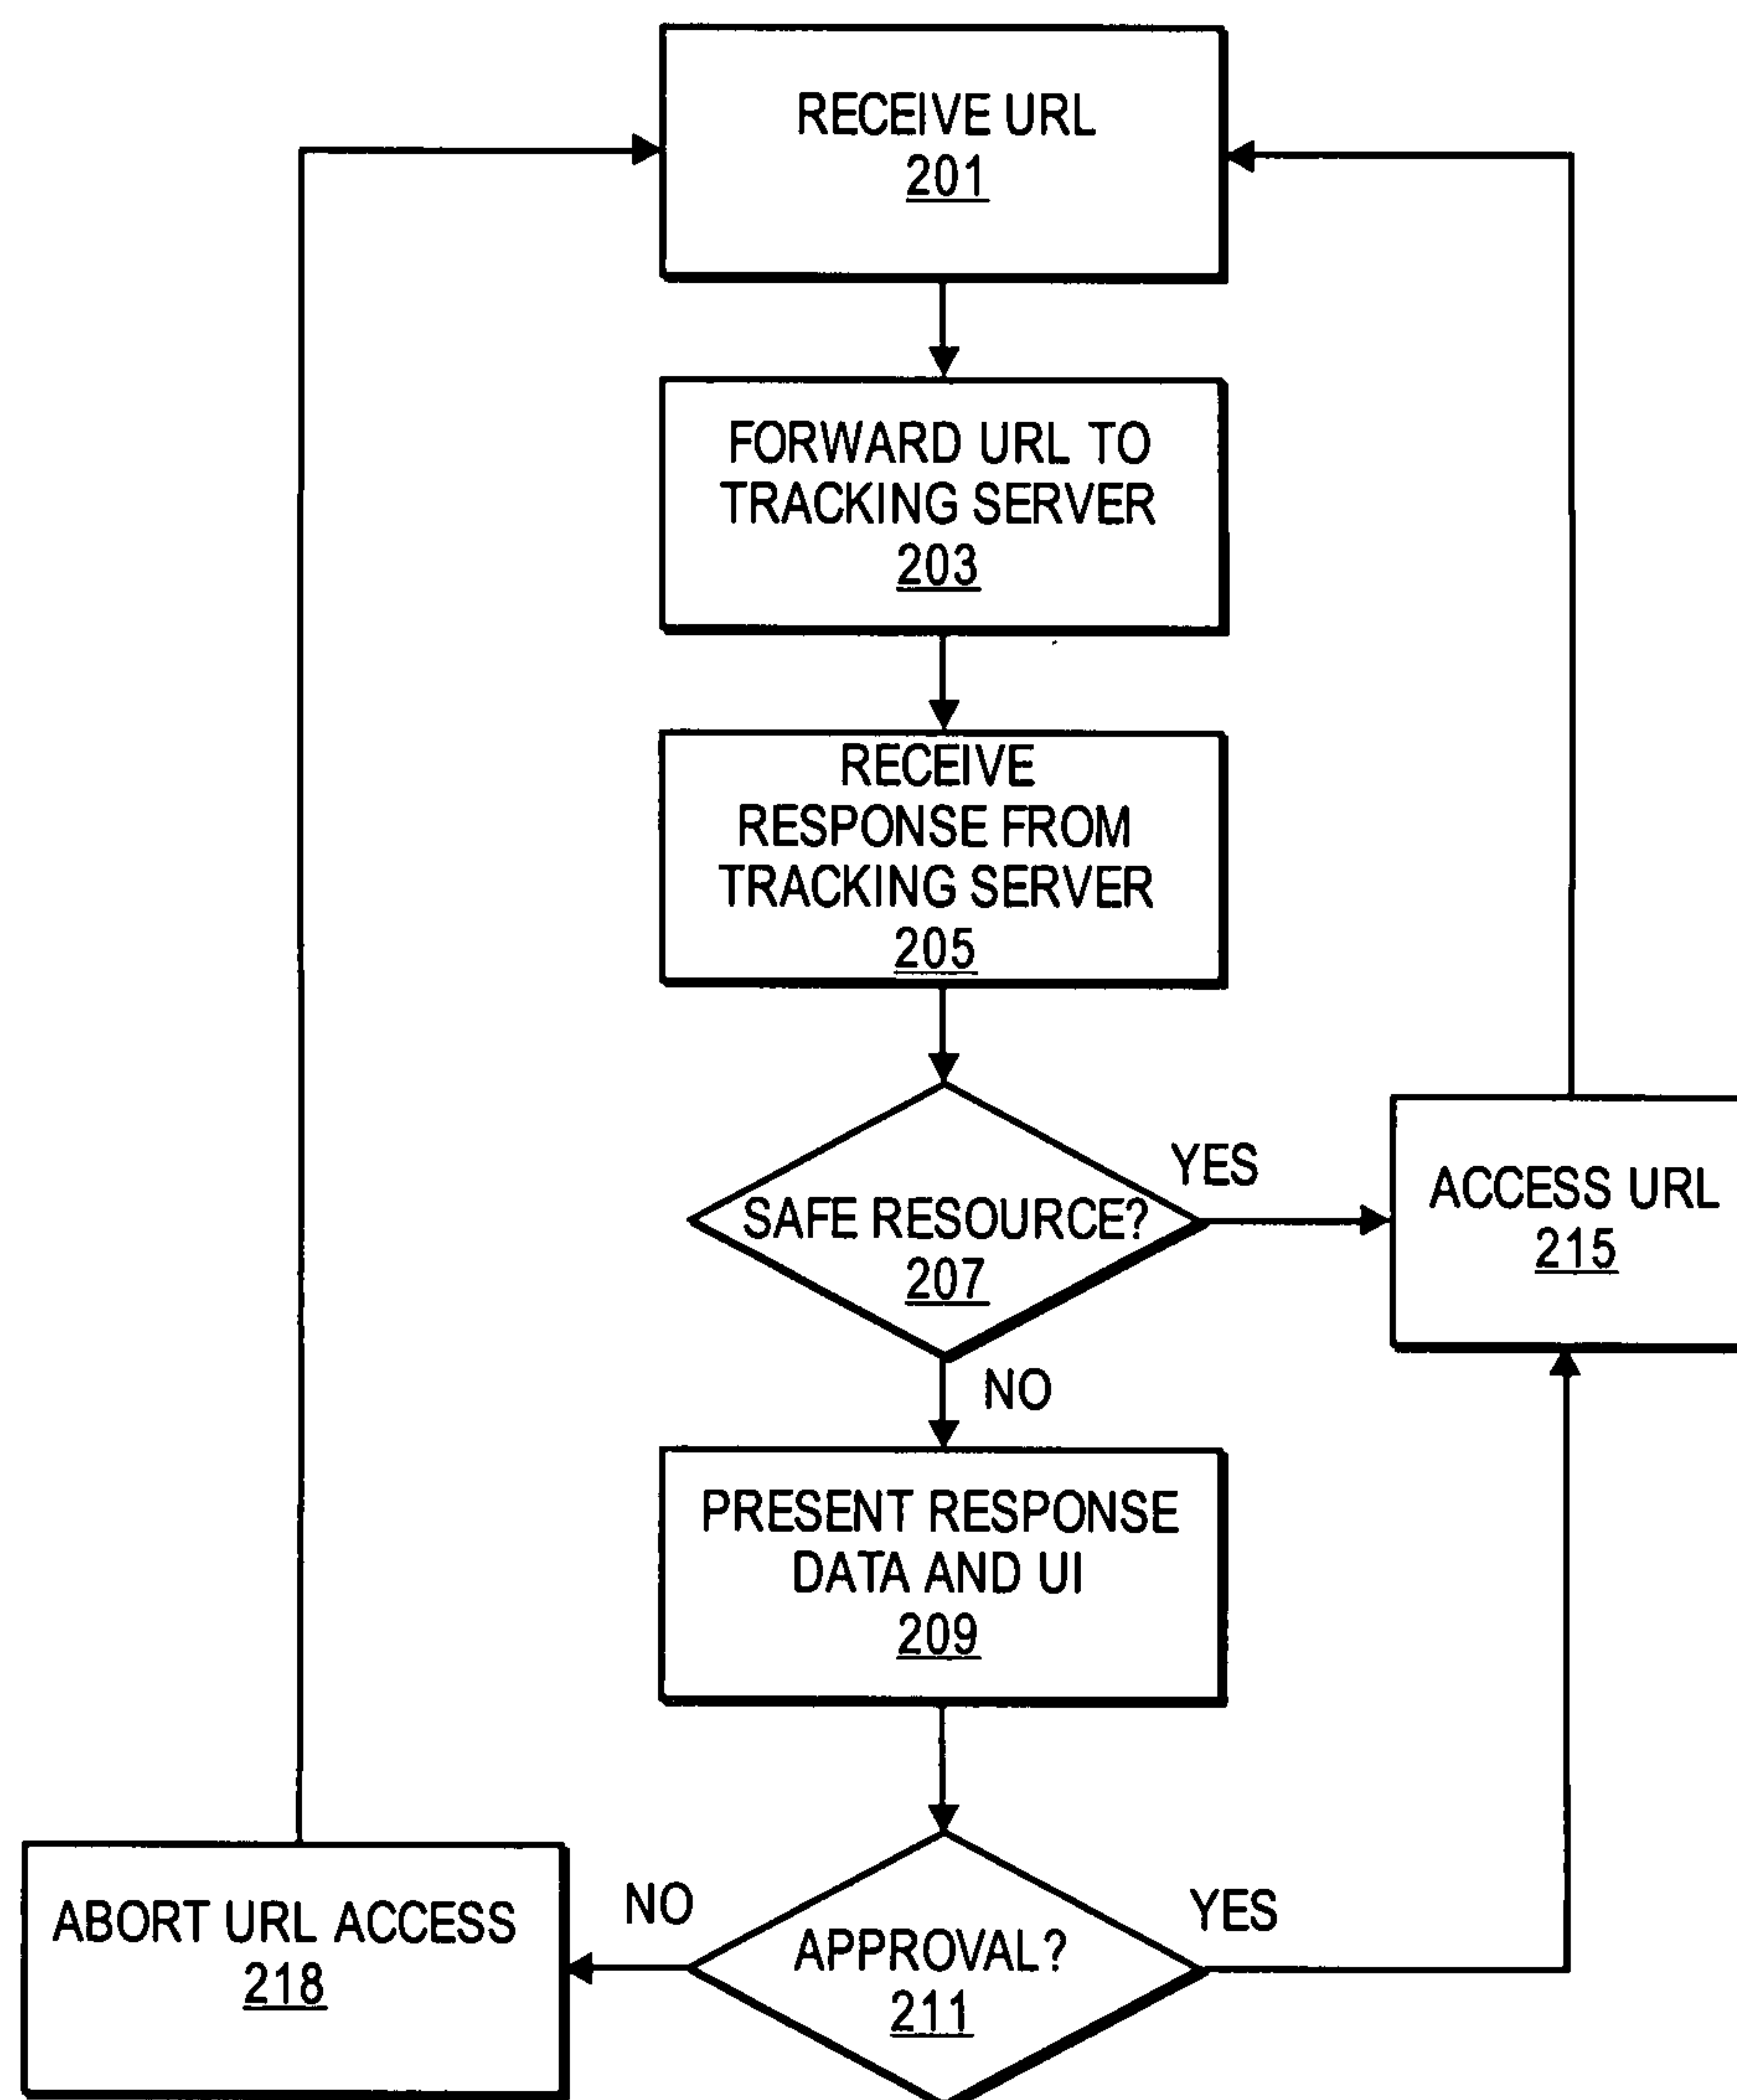 RECEIVE URL
201
FORWARD URL TO
TRACKING SERVER
203
RECEIVE
RESPONSE FROM
TRACKING SERVER
205
YES
SAFE RESOURCE?
207
ACCESS URL
215
NO
PRESENT RESPONSE
DATA AND UI
209
NO
YES
ABORT URL ACCESS
218
APPROVAL?
211